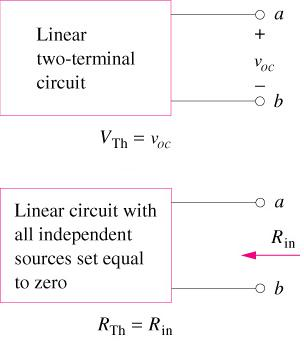 Linear
two-terminal
circuit
a
+
v_oc
−
b
V_Th = v_oc
Linear circuit with
all independent
sources set equal
to zero
a
R_in
b
R_Th = R_in